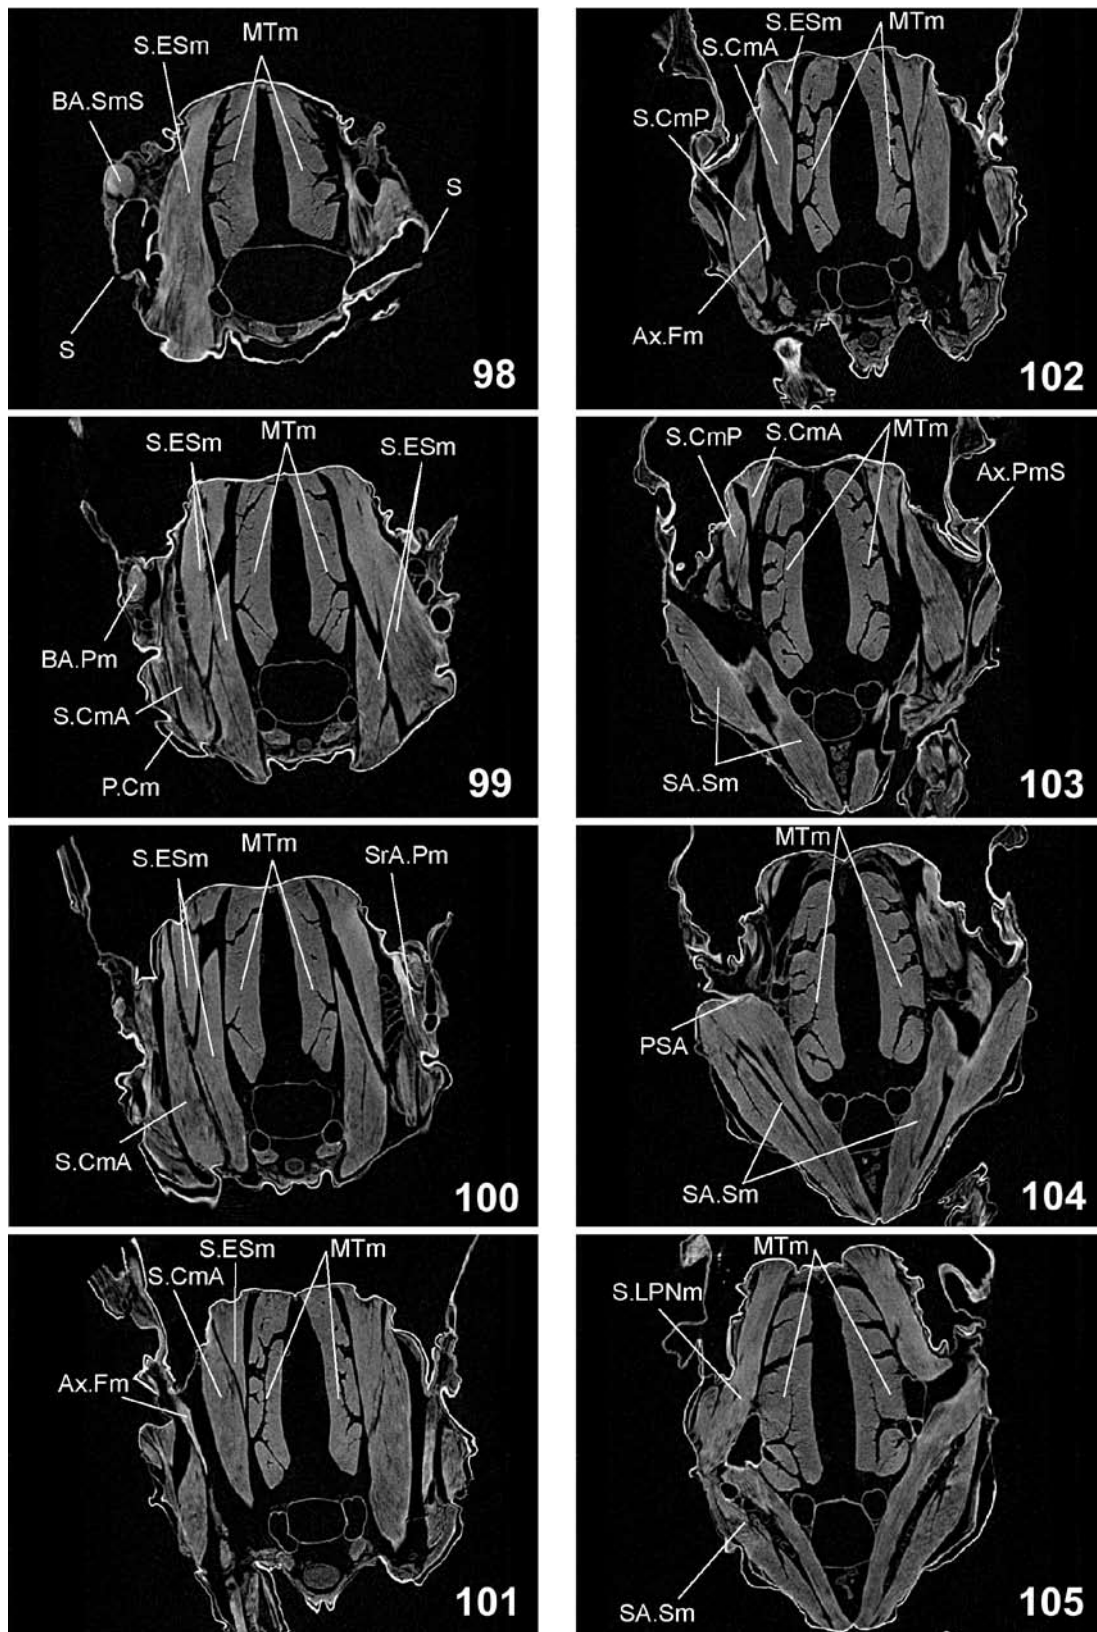 S.ESm MTm
BA.SmS
S
S
98
S.ESm MTm S.ESm
BA.Pm
S.CmA
P.Cm
99
S.ESm MTm SrA.Pm
S.CmA
100
S.ESm MTm
S.CmA
Ax.Fm
101
S.ESm MTm
S.CmA
S.CmP
Ax.Fm
102
S.CmP S.CmA MTm
Ax.PmS
SA.Sm
103
MTm
PSA
SA.Sm
104
MTm
S.LPNm
SA.Sm
105